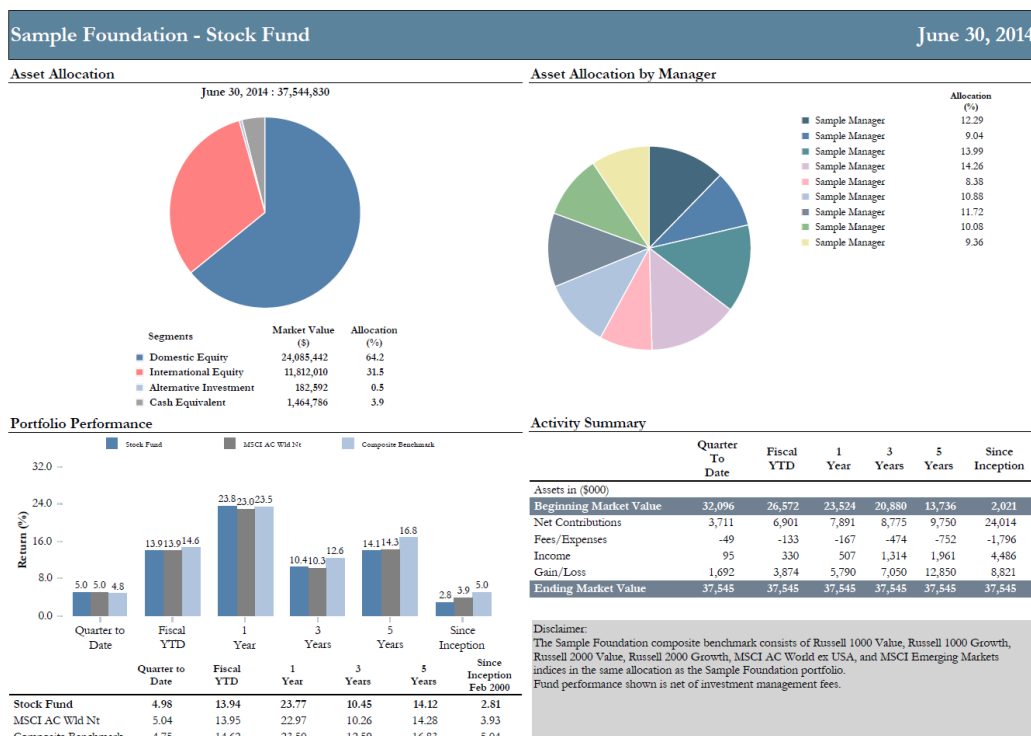 Sample Foundation - Stock Fund June 30, 2014
Asset Allocation
June 30, 2014 : 37,544,830
Segments Market Value ($) Allocation (%)
Domestic Equity 24,085,442 64.2
International Equity 11,812,010 31.5
Alternative Investment 182,592 0.5
Cash Equivalent 1,464,786 3.9
Asset Allocation by Manager
Allocation (%)
Sample Manager 12.29
Sample Manager 9.04
Sample Manager 13.99
Sample Manager 14.26
Sample Manager 8.38
Sample Manager 10.88
Sample Manager 11.72
Sample Manager 10.08
Sample Manager 9.36
Portfolio Performance
Stock Fund MSCI AC Wld Nt Composite Benchmark
Return (%)
32.0
24.0
16.0
8.0
0.0
5.0 5.0 4.8
13.9 13.9 14.6
23.8 23.0 23.5
10.4 10.3 12.6
14.1 14.3 16.8
2.8 3.9 5.0
Quarter to Date Fiscal YTD 1 Year 3 Years 5 Years Since Inception
Quarter to Date Fiscal YTD 1 Year 3 Years 5 Years Since Inception Feb 2000
Stock Fund 4.98 13.94 23.77 10.45 14.12 2.81
MSCI AC Wld Nt 5.04 13.95 22.97 10.26 14.28 3.93
Composite Benchmark 4.75 14.62 23.50 12.59 16.83 5.04
Activity Summary
Quarter To Date Fiscal YTD 1 Year 3 Years 5 Years Since Inception
Assets in ($000)
Beginning Market Value 32,096 26,572 23,524 20,880 13,736 2,021
Net Contributions 3,711 6,901 7,891 8,775 9,750 24,014
Fees/Expenses -49 -133 -167 -474 -752 -1,796
Income 95 330 507 1,314 1,961 4,486
Gain/Loss 1,692 3,874 5,790 7,050 12,850 8,821
Ending Market Value 37,545 37,545 37,545 37,545 37,545 37,545
Disclaimer:
The Sample Foundation composite benchmark consists of Russell 1000 Value, Russell 1000 Growth,
Russell 2000 Value, Russell 2000 Growth, MSCI AC World ex USA, and MSCI Emerging Markets
indices in the same allocation as the Sample Foundation portfolio.
Fund performance shown is net of investment management fees.